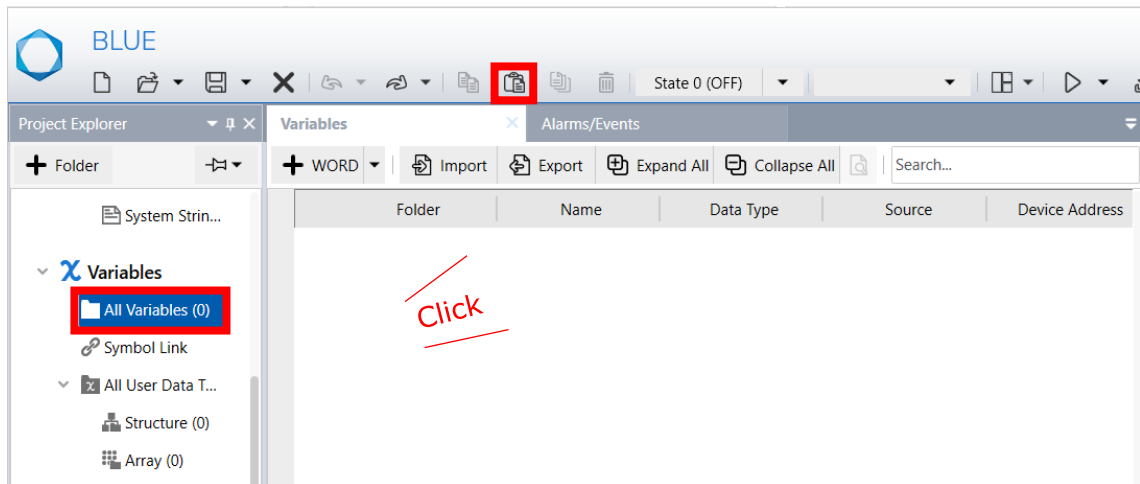 BLUE
State 0 (OFF)
Project Explorer
Variables
Alarms/Events
Folder
WORD
Import
Export
Expand All
Collapse All
Search...
Folder Name Data Type Source Device Address
System Strin...
Variables
All Variables (0)
Symbol Link
All User Data T...
Structure (0)
Array (0)
Click